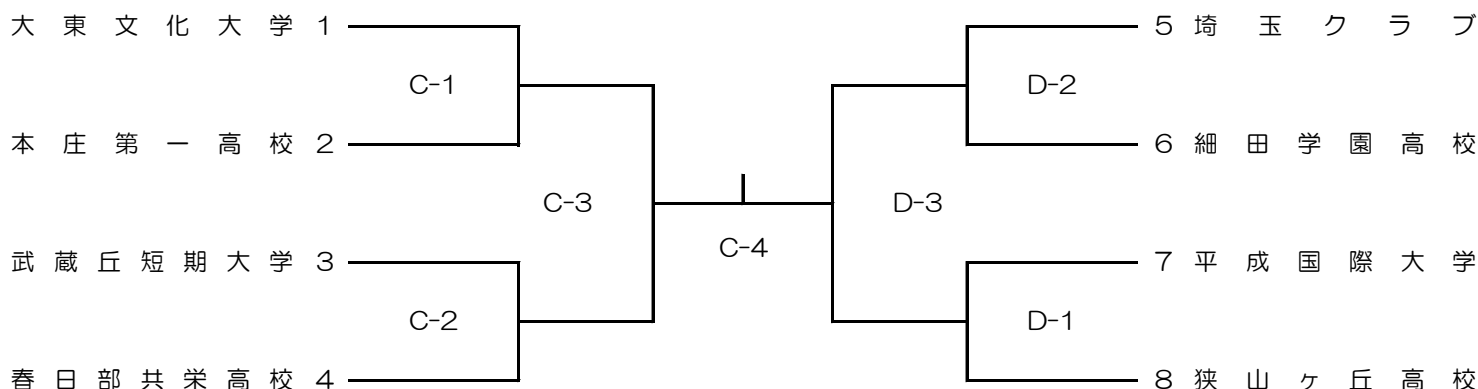 大東文化大学 1
5 埼玉クラブ
C-1
D-2
本庄第一高校 2
6 細田学園高校
C-3
D-3
C-4
武蔵丘短期大学 3
7 平成国際大学
C-2
D-1
春日部共栄高校 4
8 狭山ヶ丘高校